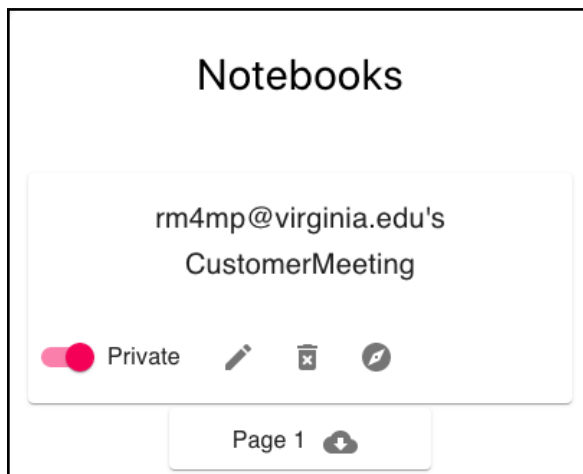 Notebooks
rm4mp@virginia.edu's
CustomerMeeting
Private
Page 1